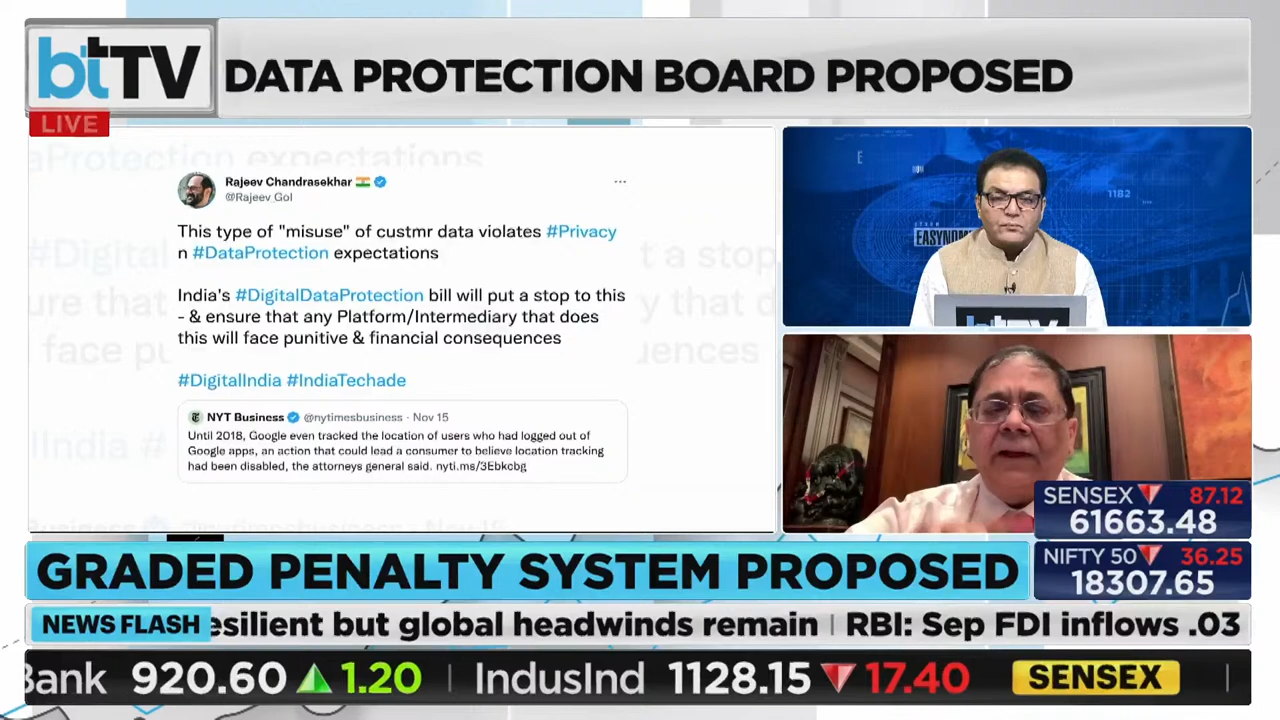 btTV
DATA PROTECTION BOARD PROPOSED
LIVE
aProtection expectations
Rajeev Chandrasekhar
@Rajeev_GoI
This type of "misuse" of custmr data violates #Privacy
n #DataProtection expectations
India's #DigitalDataProtection bill will put a stop to this
- & ensure that any Platform/Intermediary that does
this will face punitive & financial consequences
#DigitalIndia #IndiaTechade
NYT Business @nytimesbusiness · Nov 15
Until 2018, Google even tracked the location of users who had logged out of
Google apps, an action that could lead a consumer to believe location tracking
had been disabled, the attorneys general said. nyti.ms/3Ebkcbg
1182
btTV
SENSEX 87.12
61663.48
NIFTY 50 36.25
18307.65
GRADED PENALTY SYSTEM PROPOSED
NEWS FLASH esilient but global headwinds remain | RBI: Sep FDI inflows .03
Bank 920.60 1.20 | IndusInd 1128.15 17.40 SENSEX